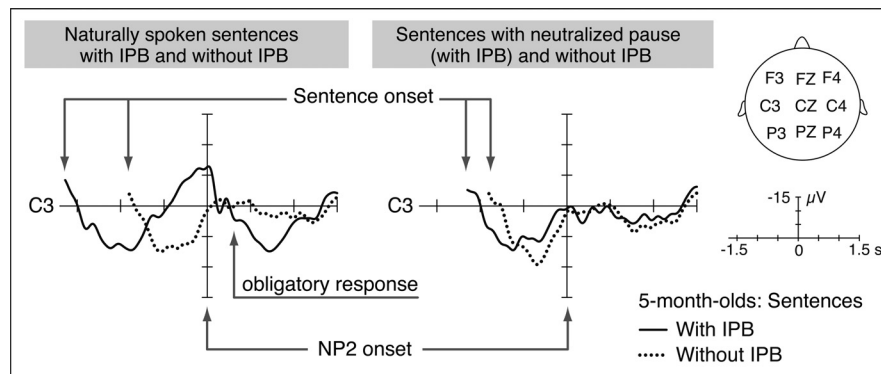 Naturally spoken sentences
with IPB and without IPB
Sentences with neutralized pause
(with IPB) and without IPB
Sentence onset
F3 FZ F4
C3 CZ C4
P3 PZ P4
C3
C3
-15 μV
-1.5 0 1.5 s
obligatory response
NP2 onset
5-month-olds: Sentences
With IPB
Without IPB